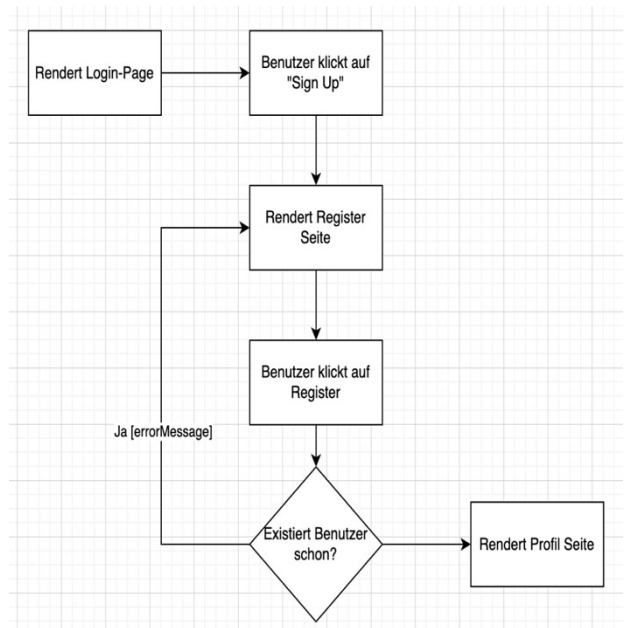 Rendert Login-Page
Benutzer klickt auf
"Sign Up"
Rendert Register
Seite
Benutzer klickt auf
Register
Ja [errorMessage]
Existiert Benutzer
schon?
Rendert Profil Seite